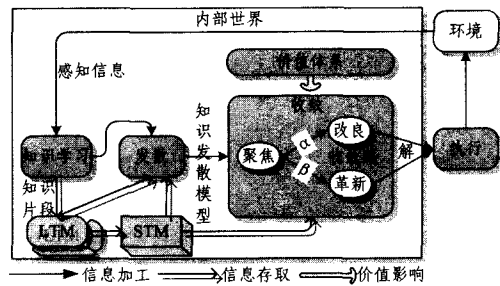 内部世界
环境
感知信息
价值体系
收敛
知识学习
发散
知识发散模型
聚焦
α
β
改良
革新
解
执行
知识片段
LTM
STM
信息加工
信息存取
价值影响